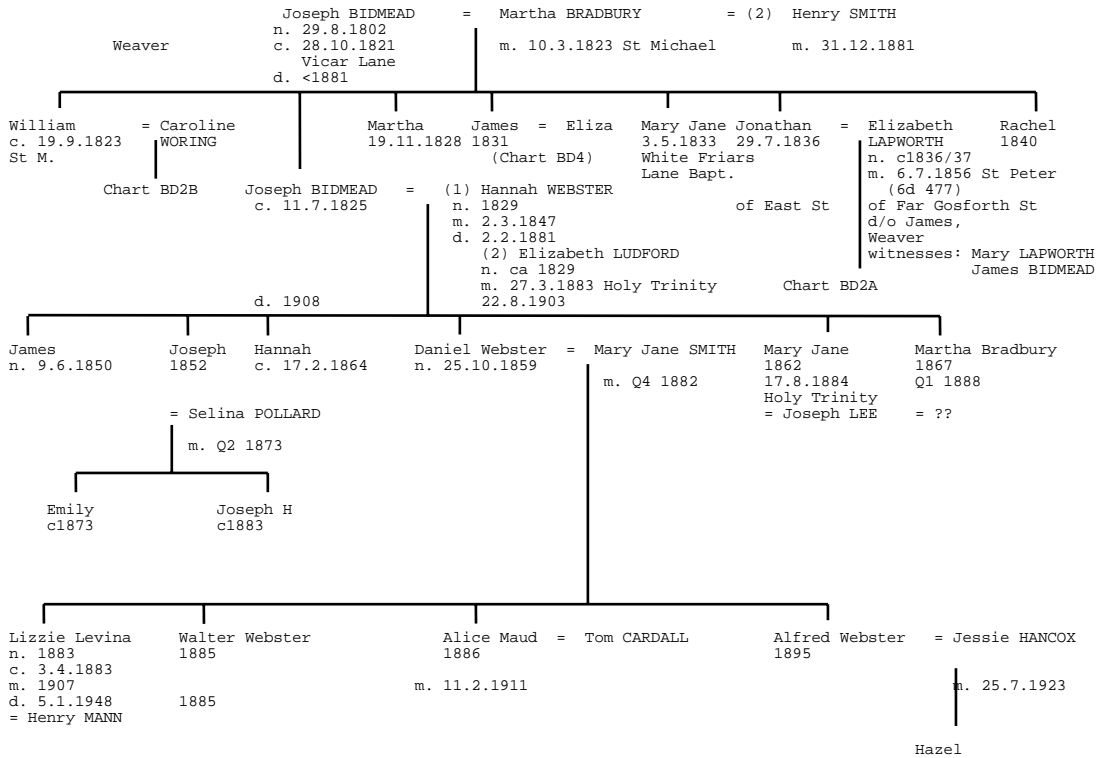 Joseph BIDMEAD = Martha BRADBURY = (2) Henry SMITH
n. 29.8.1802
Weaver c. 28.10.1821 m. 10.3.1823 St Michael m. 31.12.1881
Vicar Lane
d. <1881
William = Caroline Martha James = Eliza Mary Jane Jonathan = Elizabeth Rachel
c. 19.9.1823 WORING 19.11.1828 1831 3.5.1833 29.7.1836 LAPWORTH 1840
St M. (Chart BD4) White Friars n. c1836/37
Lane Bapt. m. 6.7.1856 St Peter
Chart BD2B Joseph BIDMEAD = (1) Hannah WEBSTER (6d 477)
c. 11.7.1825 n. 1829 of East St of Far Gosforth St
m. 2.3.1847 d/o James,
d. 2.2.1881 Weaver
(2) Elizabeth LUDFORD witnesses: Mary LAPWORTH
n. ca 1829 James BIDMEAD
m. 27.3.1883 Holy Trinity Chart BD2A
d. 1908 22.8.1903
James Joseph Hannah Daniel Webster = Mary Jane SMITH Mary Jane Martha Bradbury
n. 9.6.1850 1852 c. 17.2.1864 n. 25.10.1859 1862 1867
m. Q4 1882 17.8.1884 Q1 1888
Holy Trinity
= Selina POLLARD = Joseph LEE = ??
m. Q2 1873
Emily Joseph H
c1873 c1883
Lizzie Levina Walter Webster Alice Maud = Tom CARDALL Alfred Webster = Jessie HANCOX
n. 1883 1885 1886 1895
c. 3.4.1883
m. 1907 m. 11.2.1911 m. 25.7.1923
d. 5.1.1948 1885
= Henry MANN
Hazel